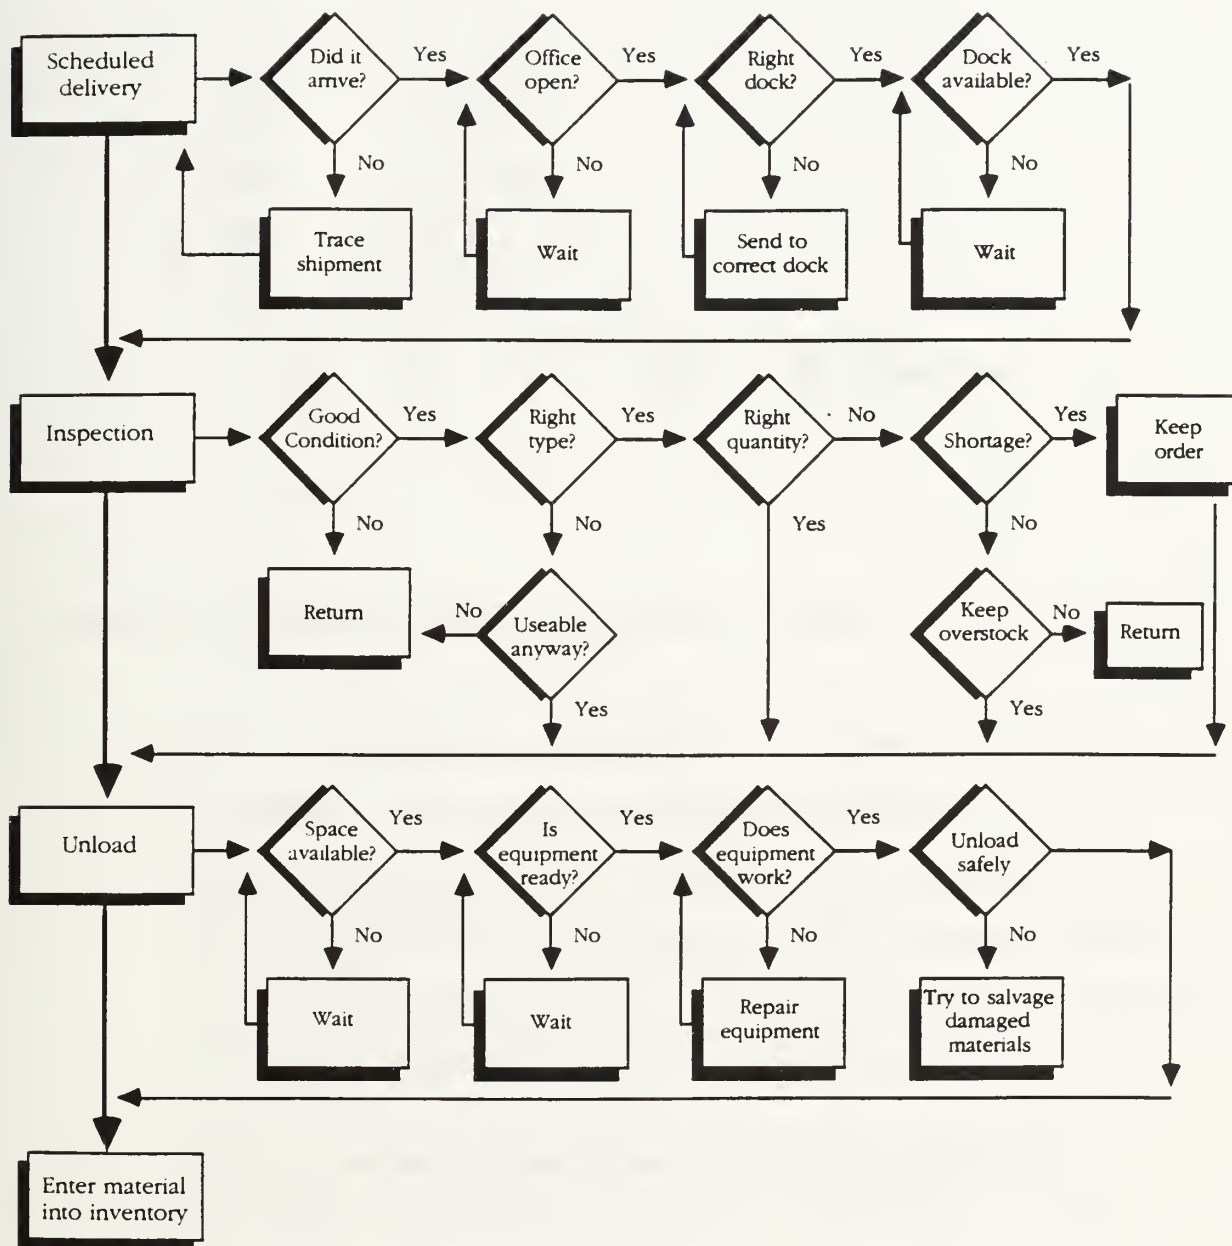 Scheduled
delivery
Did it
arrive?
Yes
Office
open?
Yes
Right
dock?
Yes
Dock
available?
Yes
No
No
No
No
Trace
shipment
Wait
Send to
correct dock
Wait
Inspection
Good
Condition?
Yes
Right
type?
Yes
Right
quantity?
No
Shortage?
Yes
Keep
order
No
No
Yes
No
Return
No
Useable
anyway?
Keep
overstock
No
Return
Yes
Yes
Unload
Space
available?
Yes
Is
equipment
ready?
Yes
Does
equipment
work?
Yes
Unload
safely
No
No
No
No
Wait
Wait
Repair
equipment
Try to salvage
damaged
materials
Enter material
into inventory